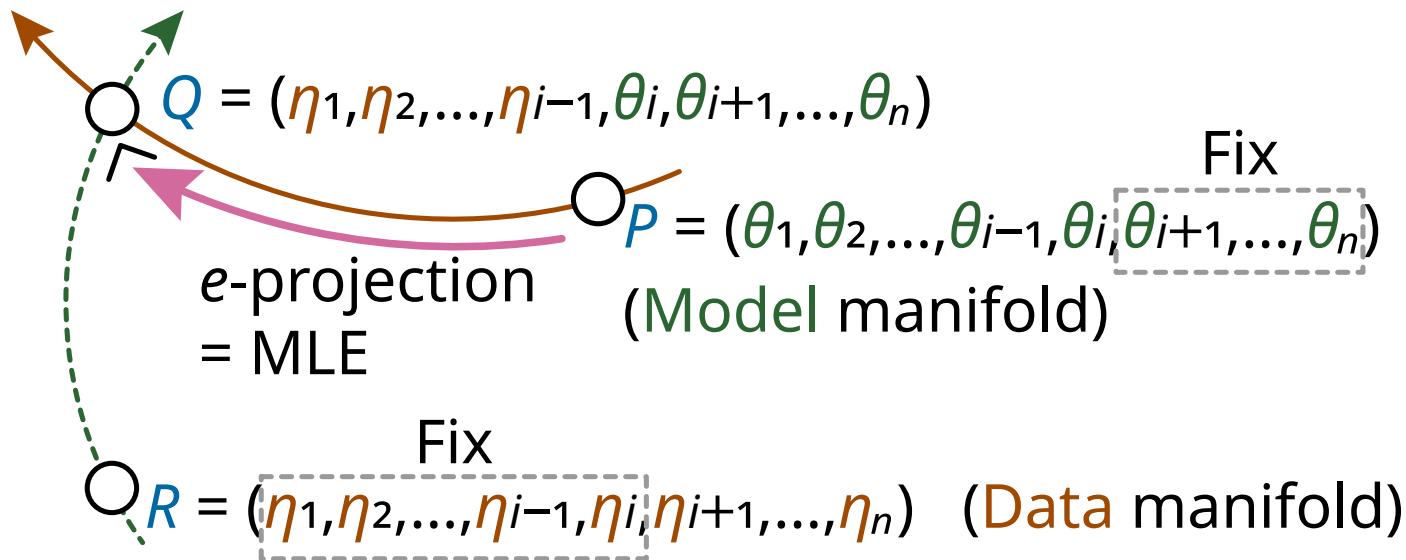 Q = (η1,η2,...,ηi−1,θi,θi+1,...,θn)
Fix
P = (θ1,θ2,...,θi−1,θi,θi+1,...,θn)
(Model manifold)
e-projection
= MLE
Fix
R = (η1,η2,...,ηi−1,ηi,ηi+1,...,ηn) (Data manifold)